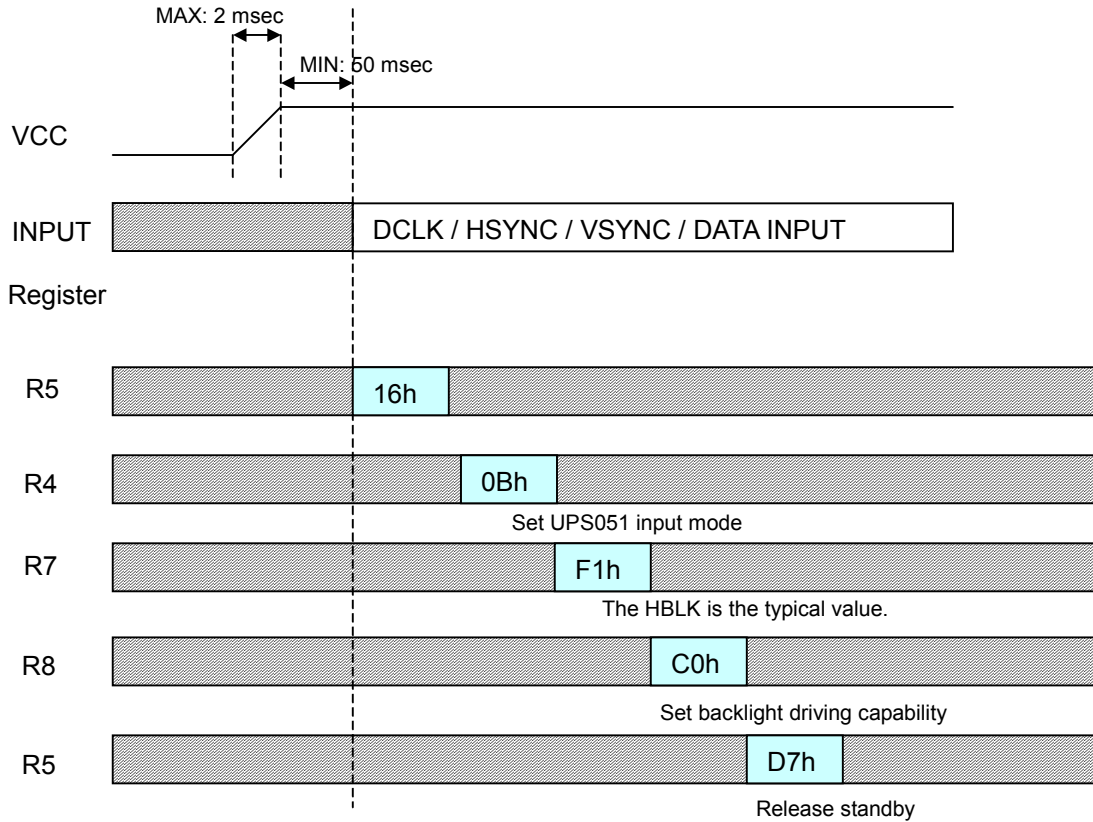 MAX: 2 msec
MIN: 50 msec
VCC
INPUT
DCLK / HSYNC / VSYNC / DATA INPUT
Register
R5
16h
R4
0Bh
Set UPS051 input mode
R7
F1h
The HBLK is the typical value.
R8
C0h
Set backlight driving capability
R5
D7h
Release standby